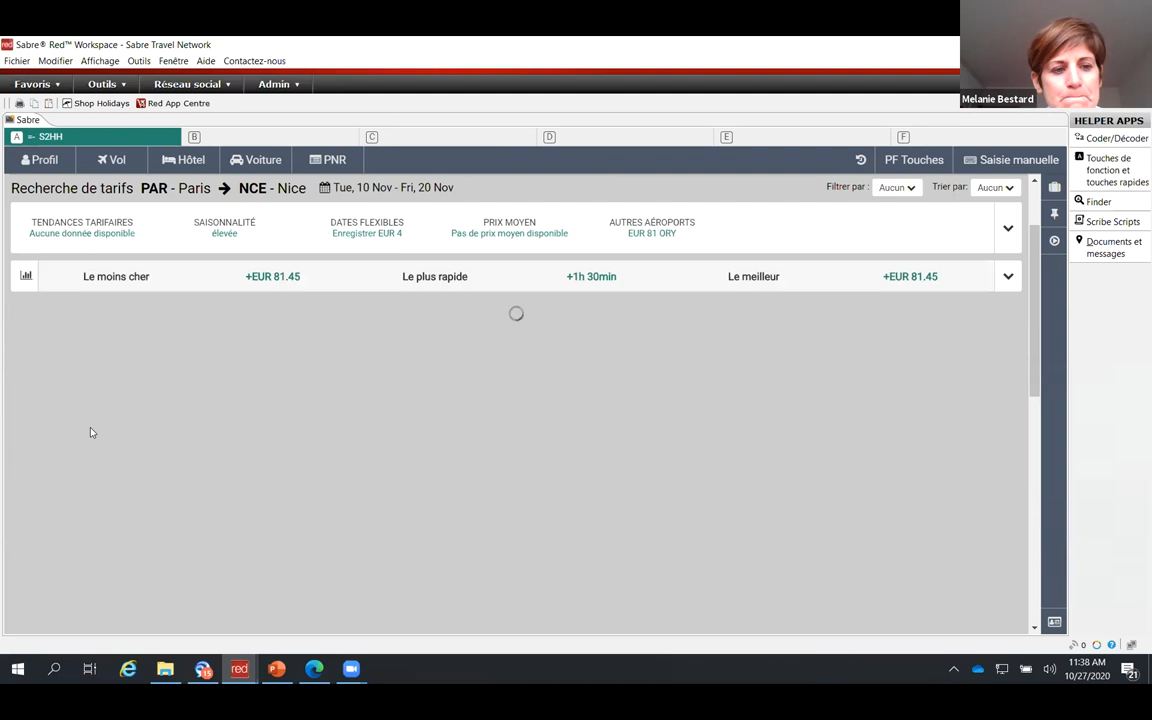 Sabre® Red™ Workspace - Sabre Travel Network
Fichier Modifier Affichage Outils Fenêtre Aide Contactez-nous
Favoris Outils Réseau social Admin
Shop Holidays Red App Centre
Sabre
A S2HH B C D E F
Profil Vol Hôtel Voiture PNR PF Touches Saisie manuelle
Recherche de tarifs PAR - Paris NCE - Nice Tue, 10 Nov - Fri, 20 Nov Filtrer par : Aucun Trier par: Aucun
TENDANCES TARIFAIRES SAISONNALITÉ DATES FLEXIBLES PRIX MOYEN AUTRES AÉROPORTS
Aucune donnée disponible élevée Enregistrer EUR 4 Pas de prix moyen disponible EUR 81 ORY
Le moins cher +EUR 81.45 Le plus rapide +1h 30min Le meilleur +EUR 81.45
Melanie Bestard
HELPER APPS
Coder/Décoder
A Touches de
fonction et
touches rapides
Finder
Scribe Scripts
Documents et
messages
0
red
15
11:38 AM
10/27/2020
21